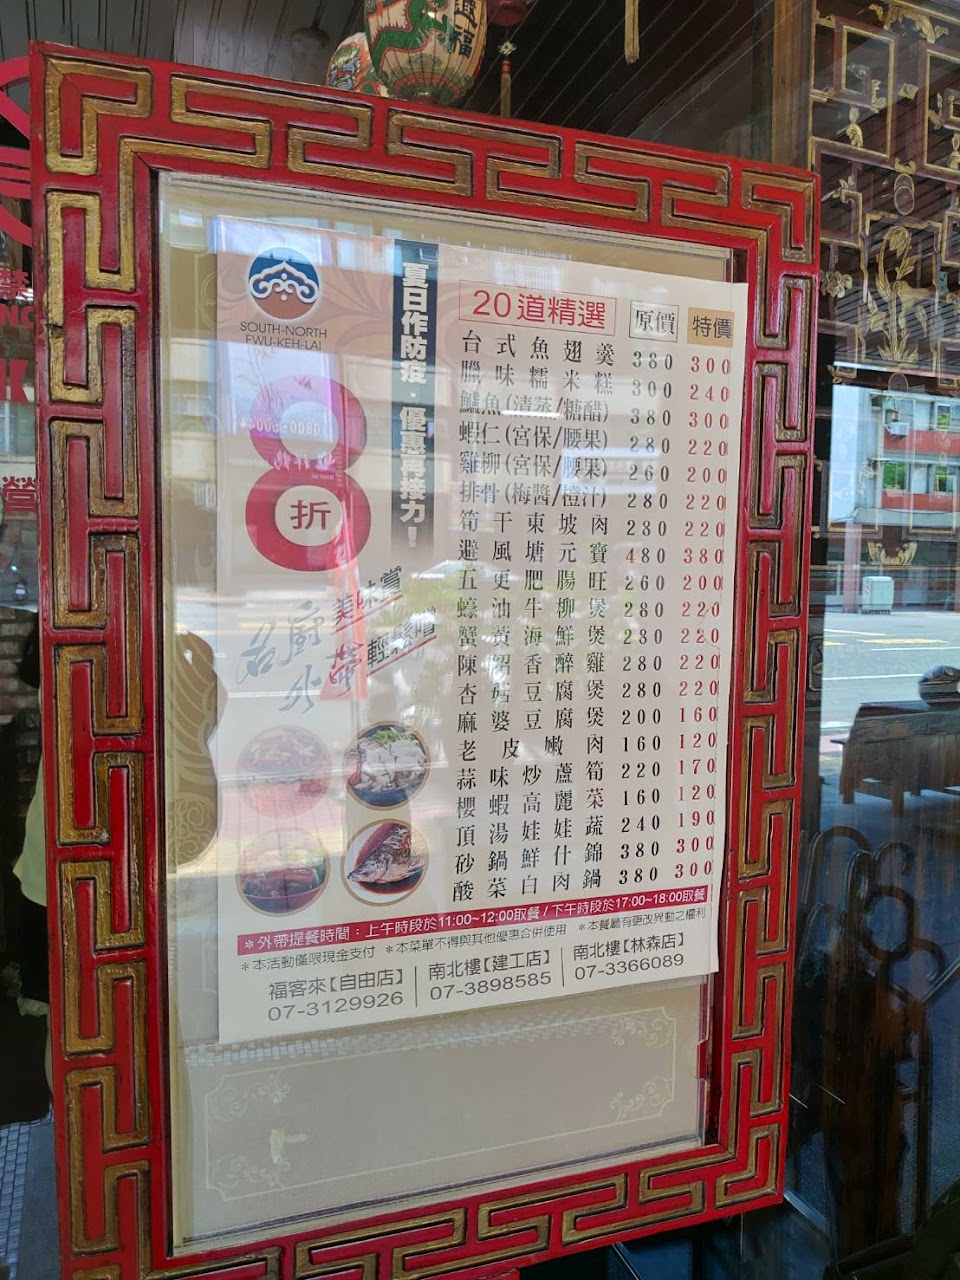 SOUTH-NORTH
FWU-KEH-LAI
夏日作防疫·優惠再接力！
8
折
美味嘗
輕鬆嚐
名廚
外帶
20道精選 原價 特價
台式魚翅羹 380 300
臘味糯米糕 300 240
鱸魚(清蒸/糖醋) 380 300
蝦仁(宮保/腰果) 280 220
雞柳(宮保/腰果) 260 200
排骨(梅醬/橙汁) 280 220
筍干東坡肉 280 220
避風塘元寶 480 380
五更肥腸旺 260 200
蠔油牛柳煲 280 220
蟹黃海鮮煲 280 220
陳紹香醉雞 280 220
杏菇豆腐煲 280 220
麻婆豆腐煲 200 160
老皮嫩肉 160 120
蒜味炒蘆筍 220 170
櫻蝦高麗菜 160 120
頂湯娃娃蔬 240 190
砂鍋鮮什錦 380 300
酸菜白肉鍋 380 300
＊外帶提餐時間：上午時段於11:00~12:00取餐/下午時段於17:00~18:00取餐
＊本活動僅限現金支付 ＊本菜單不得與其他優惠合併使用 ＊本餐廳有更改異動之權利
福客來【自由店】 南北樓【建工店】 南北樓【林森店】
07-3129926 07-3898585 07-3366089
福
營